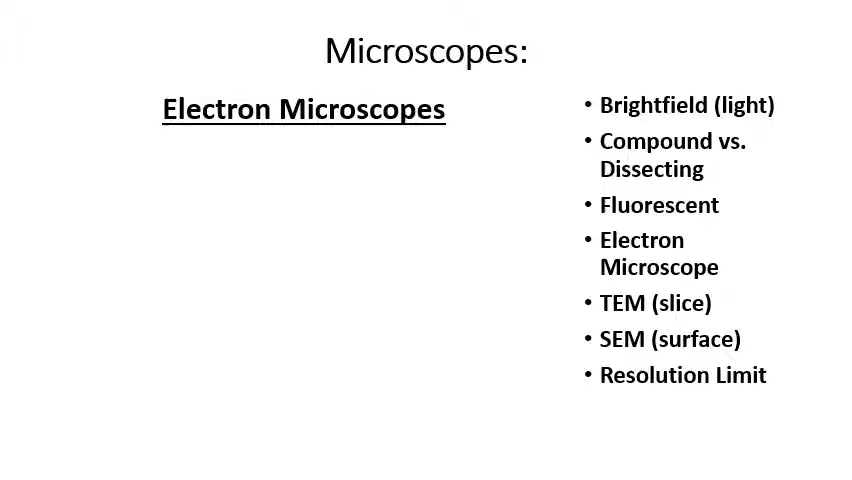 Microscopes:
Electron Microscopes
• Brightfield (light)
• Compound vs.
Dissecting
• Fluorescent
• Electron
Microscope
• TEM (slice)
• SEM (surface)
• Resolution Limit